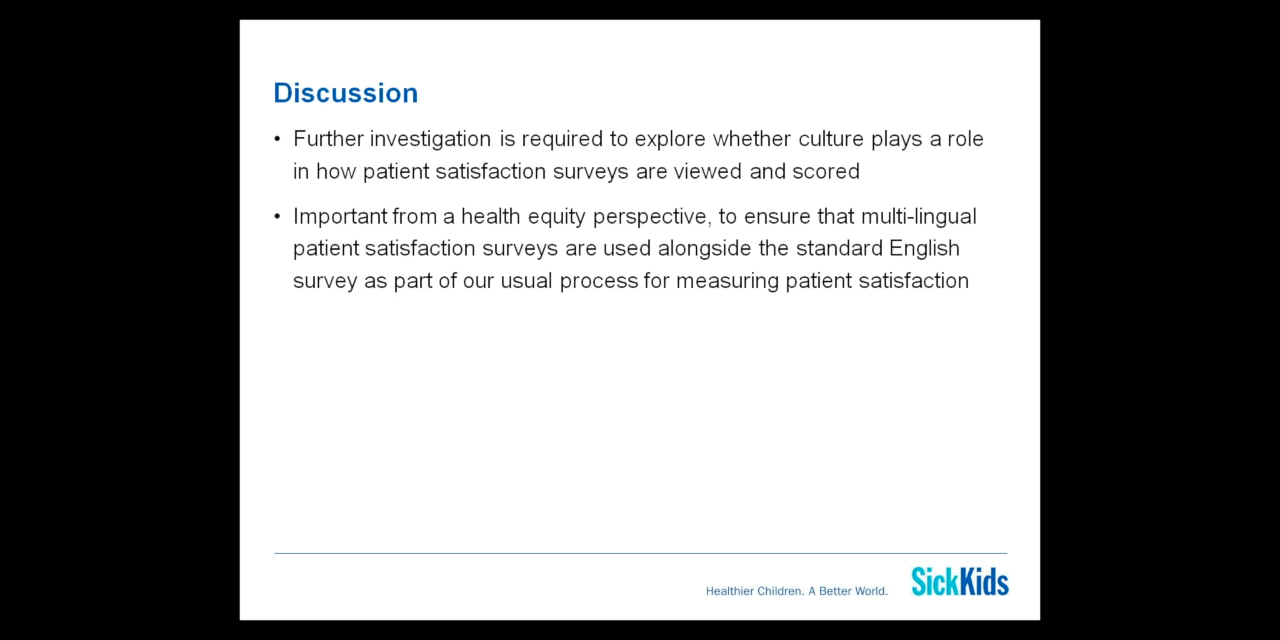 Discussion
• Further investigation is required to explore whether culture plays a role
in how patient satisfaction surveys are viewed and scored
• Important from a health equity perspective, to ensure that multi-lingual
patient satisfaction surveys are used alongside the standard English
survey as part of our usual process for measuring patient satisfaction
Healthier Children. A Better World.
SickKids